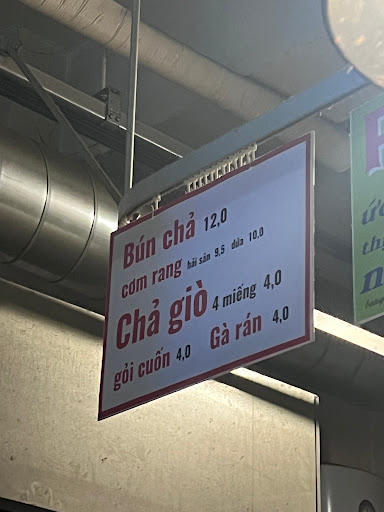 Bún chả 12,0
cơm rang hải sản 9,5 dứa 10,0
Chả giò 4 miếng 4,0
gỏi cuốn 4,0 Gà rán 4,0